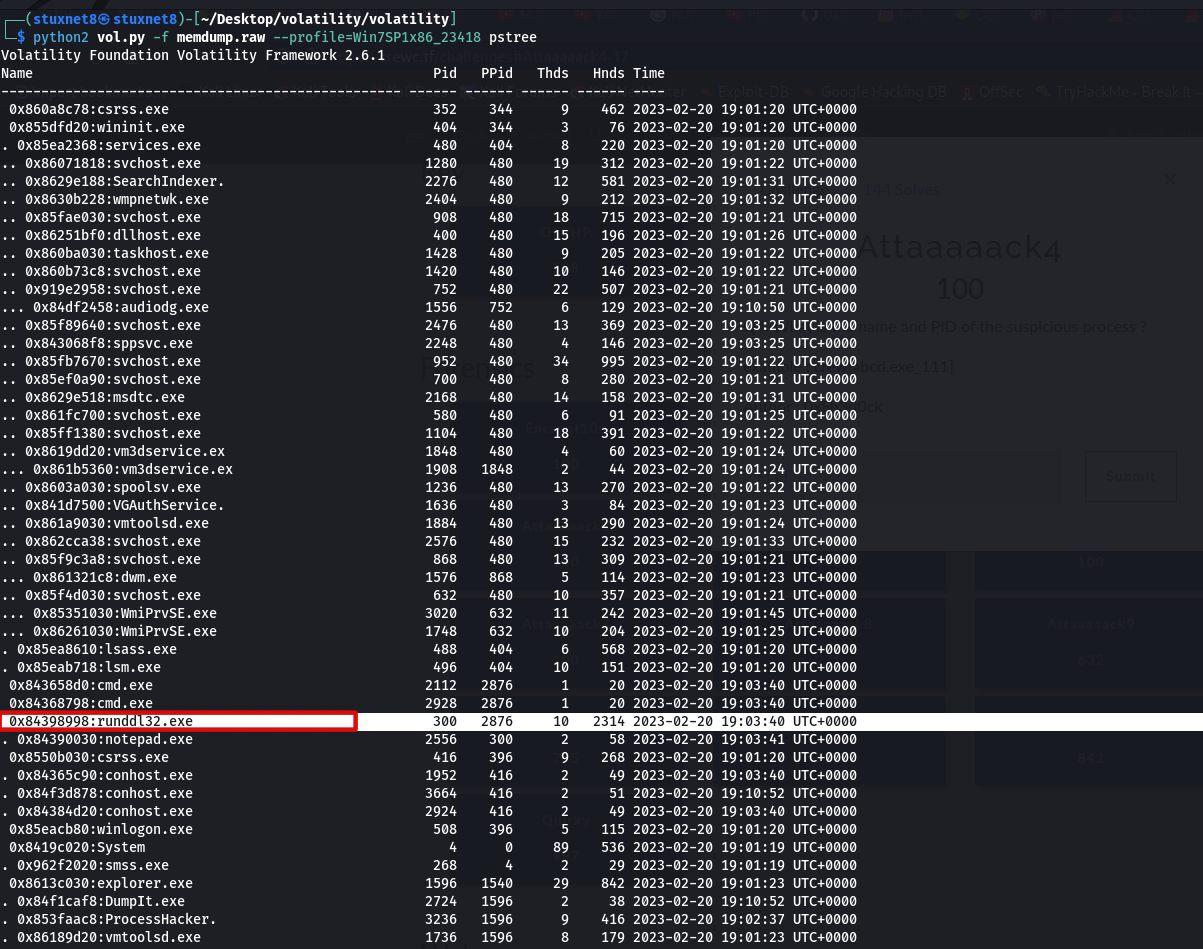 ┌──(stuxnet8㉿stuxnet8)-[~/Desktop/volatility/volatility]
└─$ python2 vol.py -f memdump.raw --profile=Win7SP1x86_23418 pstree
Volatility Foundation Volatility Framework 2.6.1
Name Pid PPid Thds Hnds Time
0x860a8c78:csrss.exe 352 344 9 462 2023-02-20 19:01:20 UTC+0000
0x855dfd20:wininit.exe 404 344 3 76 2023-02-20 19:01:20 UTC+0000
. 0x85ea2368:services.exe 480 404 8 220 2023-02-20 19:01:20 UTC+0000
.. 0x86071818:svchost.exe 1280 480 19 312 2023-02-20 19:01:22 UTC+0000
.. 0x8629e188:SearchIndexer. 2276 480 12 581 2023-02-20 19:01:31 UTC+0000
.. 0x8630b228:wmpnetwk.exe 2404 480 9 212 2023-02-20 19:01:32 UTC+0000
.. 0x85fae030:svchost.exe 908 480 18 715 2023-02-20 19:01:21 UTC+0000
.. 0x86251bf0:dllhost.exe 400 480 15 196 2023-02-20 19:01:26 UTC+0000
.. 0x860ba030:taskhost.exe 1428 480 9 205 2023-02-20 19:01:22 UTC+0000
.. 0x860b73c8:svchost.exe 1420 480 10 146 2023-02-20 19:01:22 UTC+0000
.. 0x919e2958:svchost.exe 752 480 22 507 2023-02-20 19:01:21 UTC+0000
... 0x84df2458:audiodg.exe 1556 752 6 129 2023-02-20 19:10:50 UTC+0000
.. 0x85f89640:svchost.exe 2476 480 13 369 2023-02-20 19:03:25 UTC+0000
.. 0x843068f8:sppsvc.exe 2248 480 4 146 2023-02-20 19:03:25 UTC+0000
.. 0x85fb7670:svchost.exe 952 480 34 995 2023-02-20 19:01:22 UTC+0000
.. 0x85ef0a90:svchost.exe 700 480 8 280 2023-02-20 19:01:21 UTC+0000
.. 0x8629e518:msdtc.exe 2168 480 14 158 2023-02-20 19:01:31 UTC+0000
.. 0x861fc700:svchost.exe 580 480 6 91 2023-02-20 19:01:25 UTC+0000
.. 0x85ff1380:svchost.exe 1104 480 18 391 2023-02-20 19:01:22 UTC+0000
.. 0x8619dd20:vm3dservice.ex 1848 480 4 60 2023-02-20 19:01:24 UTC+0000
... 0x861b5360:vm3dservice.ex 1908 1848 2 44 2023-02-20 19:01:24 UTC+0000
.. 0x8603a030:spoolsv.exe 1236 480 13 270 2023-02-20 19:01:22 UTC+0000
.. 0x841d7500:VGAuthService. 1636 480 3 84 2023-02-20 19:01:23 UTC+0000
.. 0x861a9030:vmtoolsd.exe 1884 480 13 290 2023-02-20 19:01:24 UTC+0000
.. 0x862cca38:svchost.exe 2576 480 15 232 2023-02-20 19:01:33 UTC+0000
.. 0x85f9c3a8:svchost.exe 868 480 13 309 2023-02-20 19:01:21 UTC+0000
... 0x861321c8:dwm.exe 1576 868 5 114 2023-02-20 19:01:23 UTC+0000
.. 0x85f4d030:svchost.exe 632 480 10 357 2023-02-20 19:01:21 UTC+0000
... 0x85351030:WmiPrvSE.exe 3020 632 11 242 2023-02-20 19:01:45 UTC+0000
... 0x86261030:WmiPrvSE.exe 1748 632 10 204 2023-02-20 19:01:25 UTC+0000
. 0x85ea8610:lsass.exe 488 404 6 568 2023-02-20 19:01:20 UTC+0000
. 0x85eab718:lsm.exe 496 404 10 151 2023-02-20 19:01:20 UTC+0000
0x843658d0:cmd.exe 2112 2876 1 20 2023-02-20 19:03:40 UTC+0000
0x84368798:cmd.exe 2928 2876 1 20 2023-02-20 19:03:40 UTC+0000
0x84398998:runddl32.exe 300 2876 10 2314 2023-02-20 19:03:40 UTC+0000
. 0x84390030:notepad.exe 2556 300 2 58 2023-02-20 19:03:41 UTC+0000
0x8550b030:csrss.exe 416 396 9 268 2023-02-20 19:01:20 UTC+0000
. 0x84365c90:conhost.exe 1952 416 2 49 2023-02-20 19:03:40 UTC+0000
. 0x84f3d878:conhost.exe 3664 416 2 51 2023-02-20 19:10:52 UTC+0000
. 0x84384d20:conhost.exe 2924 416 2 49 2023-02-20 19:03:40 UTC+0000
0x85eacb80:winlogon.exe 508 396 5 115 2023-02-20 19:01:20 UTC+0000
0x8419c020:System 4 0 89 536 2023-02-20 19:01:19 UTC+0000
. 0x962f2020:smss.exe 268 4 2 29 2023-02-20 19:01:19 UTC+0000
0x8613c030:explorer.exe 1596 1540 29 842 2023-02-20 19:01:23 UTC+0000
. 0x84f1caf8:DumpIt.exe 2724 1596 2 38 2023-02-20 19:10:52 UTC+0000
. 0x853faac8:ProcessHacker. 3236 1596 9 416 2023-02-20 19:02:37 UTC+0000
. 0x86189d20:vmtoolsd.exe 1736 1596 8 179 2023-02-20 19:01:23 UTC+0000
Exploit-DB Google Hacking DB OffSec TryHackMe - Break It
144 Solves
Attaaaaack4
100
name and PID of the suspicious process ?
Submit